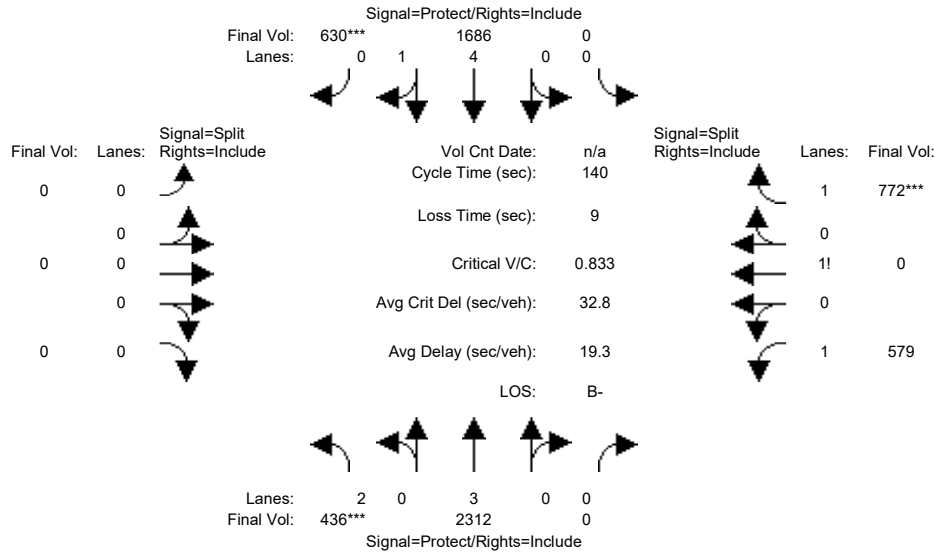 Signal=Protect/Rights=Include
Final Vol: 630*** 1686 0
Lanes: 0 1 4 0 0
Signal=Split Signal=Split
Final Vol: Lanes: Rights=Include Vol Cnt Date: n/a Rights=Include Lanes: Final Vol:
Cycle Time (sec): 140
0 0 1 772***
Loss Time (sec): 9
0 0
0 0 Critical V/C: 0.833 1! 0
0 Avg Crit Del (sec/veh): 32.8 0
0 0 Avg Delay (sec/veh): 19.3 1 579
LOS: B-
Lanes: 2 0 3 0 0
Final Vol: 436*** 2312 0
Signal=Protect/Rights=Include